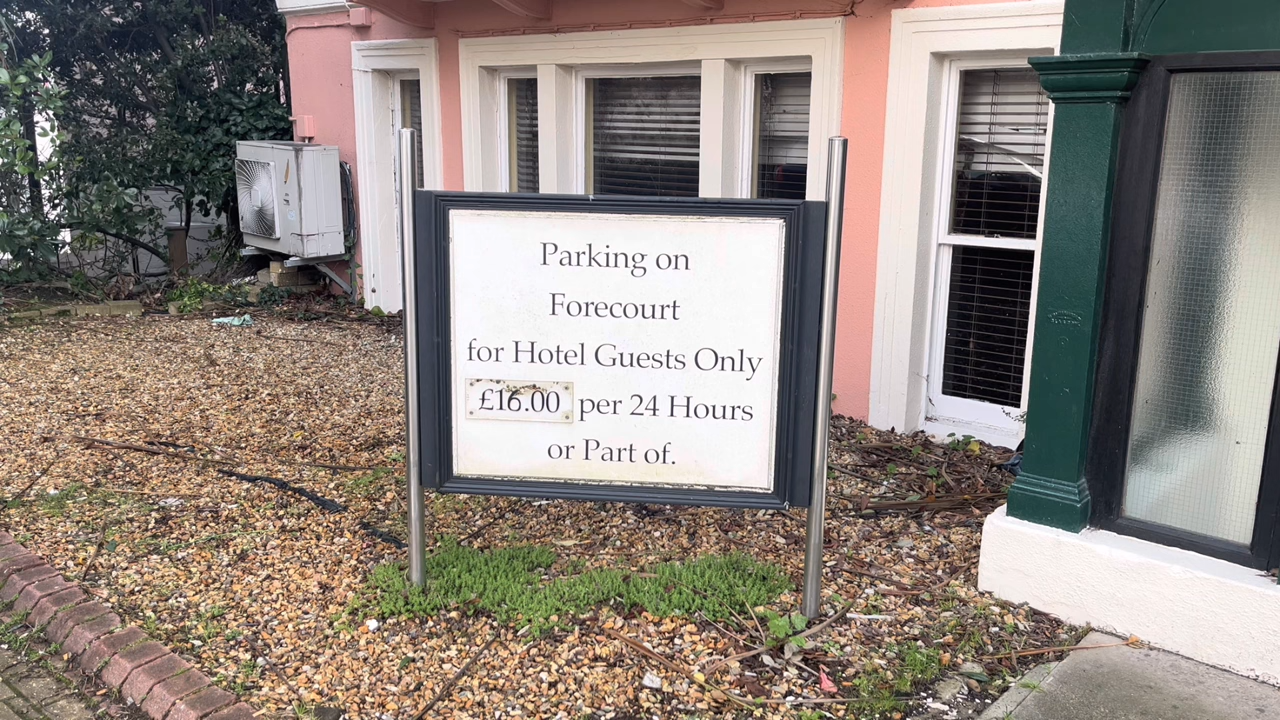 Parking on
Forecourt
for Hotel Guests Only
£16.00 per 24 Hours
or Part of.